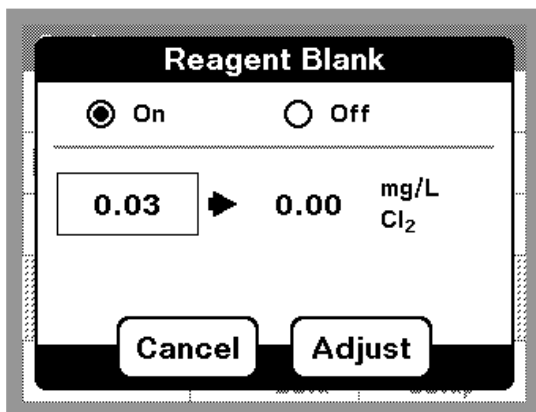 Reagent Blank
On Off
0.03 0.00 mg/L
Cl₂
Cancel Adjust